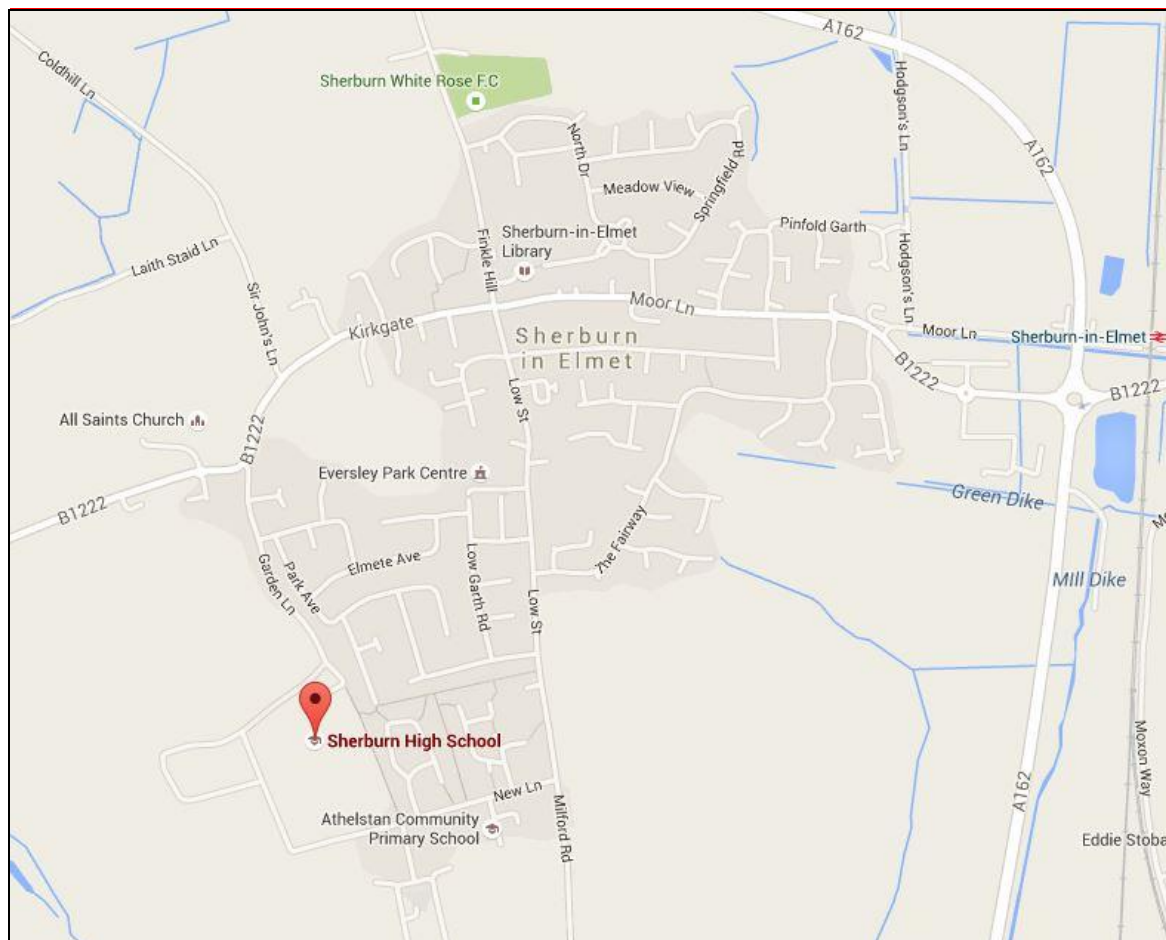 A162
Coldhill Ln
Sherburn White Rose F.C
Hodgson's Ln
A162
North Dr
Meadow View
Springfield Rd
Pinfold Garth
Sherburn-in-Elmet
Library
Finkle Hill
Hodgson's Ln
Laith Staid Ln
Sir John's Ln
Kirkgate
Moor Ln
Moor Ln
Sherburn-in-Elmet
Sherburn
in Elmet
B1222
B1222
Low St
All Saints Church
B1222
Eversley Park Centre
Green Dike
B1222
The Fairway
Elmete Ave
Park Ave
Garden Ln
Low Garth Rd
Low St
MIll Dike
Sherburn High School
Moxon Way
A162
New Ln
Milford Rd
Athelstan Community
Primary School
Eddie Stoba